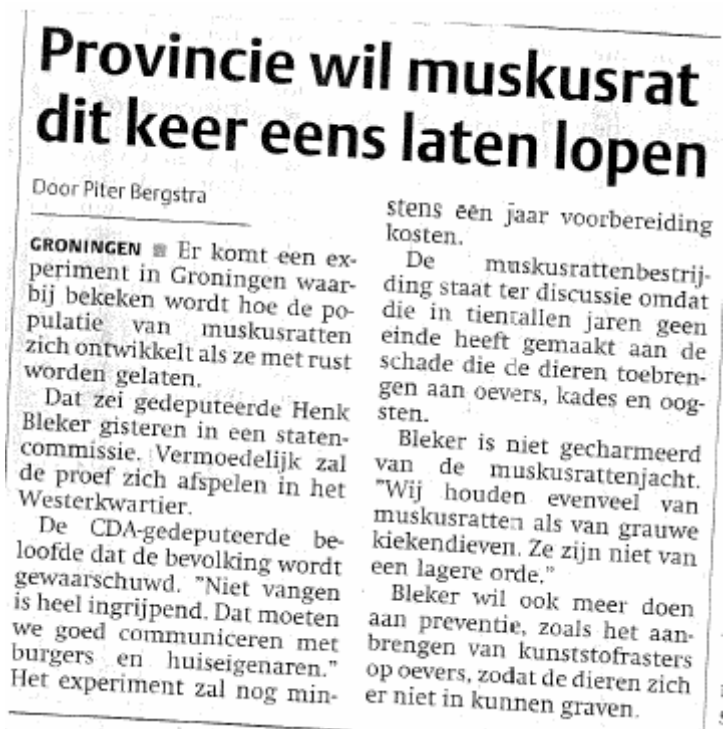 Provincie wil muskusrat
dit keer eens laten lopen
Door Piter Bergstra
GRONINGEN ■ Er komt een ex-
periment in Groningen waar-
bij bekeken wordt hoe de po-
pulatie van muskusratten
zich ontwikkelt als ze met rust
worden gelaten.
Dat zei gedeputeerde Henk
Bleker gisteren in een staten-
commissie. Vermoedelijk zal
de proef zich afspelen in het
Westerkwartier.
De CDA-gedeputeerde be-
loofde dat de bevolking wordt
gewaarschuwd. "Niet vangen
is heel ingrijpend. Dat moeten
we goed communiceren met
burgers en huiseigenaren."
Het experiment zal nog min-
stens één jaar voorbereiding
kosten.
De muskusrattenbestrij-
ding staat ter discussie omdat
die in tientallen jaren geen
einde heeft gemaakt aan de
schade die de dieren toebren-
gen aan oevers, kades en oog-
sten.
Bleker is niet gecharmeerd
van de muskusrattenjacht.
"Wij houden evenveel van
muskusratten als van grauwe
kiekendieven. Ze zijn niet van
een lagere orde."
Bleker wil ook meer doen
aan preventie, zoals het aan-
brengen van kunststofrasters
op oevers, zodat de dieren zich
er niet in kunnen graven.